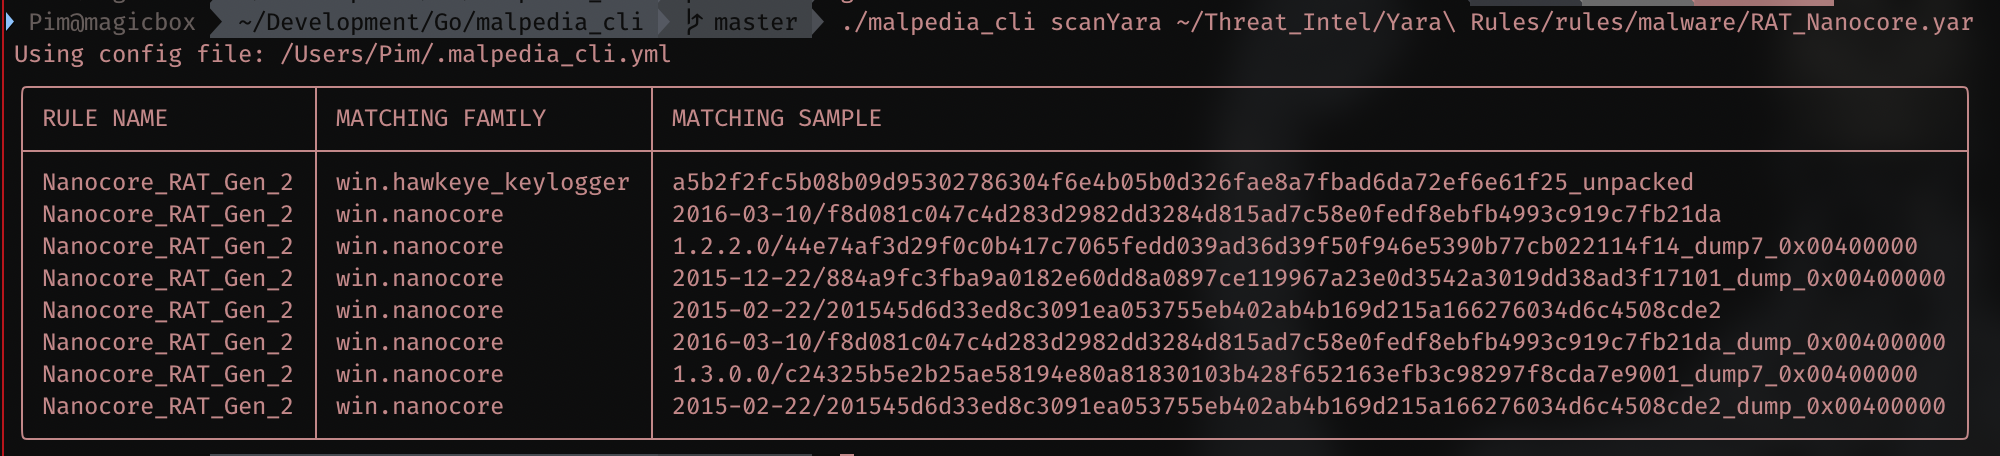 Pim@magicbox ~/Development/Go/malpedia_cli master ./malpedia_cli scanYara ~/Threat_Intel/Yara\ Rules/rules/malware/RAT_Nanocore.yar
Using config file: /Users/Pim/.malpedia_cli.yml
RULE NAME MATCHING FAMILY MATCHING SAMPLE
Nanocore_RAT_Gen_2 win.hawkeye_keylogger a5b2f2fc5b08b09d95302786304f6e4b05b0d326fae8a7fbad6da72ef6e61f25_unpacked
Nanocore_RAT_Gen_2 win.nanocore 2016-03-10/f8d081c047c4d283d2982dd3284d815ad7c58e0fedf8ebfb4993c919c7fb21da
Nanocore_RAT_Gen_2 win.nanocore 1.2.2.0/44e74af3d29f0c0b417c7065fedd039ad36d39f50f946e5390b77cb022114f14_dump7_0x00400000
Nanocore_RAT_Gen_2 win.nanocore 2015-12-22/884a9fc3fba9a0182e60dd8a0897ce119967a23e0d3542a3019dd38ad3f17101_dump_0x00400000
Nanocore_RAT_Gen_2 win.nanocore 2015-02-22/201545d6d33ed8c3091ea053755eb402ab4b169d215a166276034d6c4508cde2
Nanocore_RAT_Gen_2 win.nanocore 2016-03-10/f8d081c047c4d283d2982dd3284d815ad7c58e0fedf8ebfb4993c919c7fb21da_dump_0x00400000
Nanocore_RAT_Gen_2 win.nanocore 1.3.0.0/c24325b5e2b25ae58194e80a81830103b428f652163efb3c98297f8cda7e9001_dump7_0x00400000
Nanocore_RAT_Gen_2 win.nanocore 2015-02-22/201545d6d33ed8c3091ea053755eb402ab4b169d215a166276034d6c4508cde2_dump_0x00400000